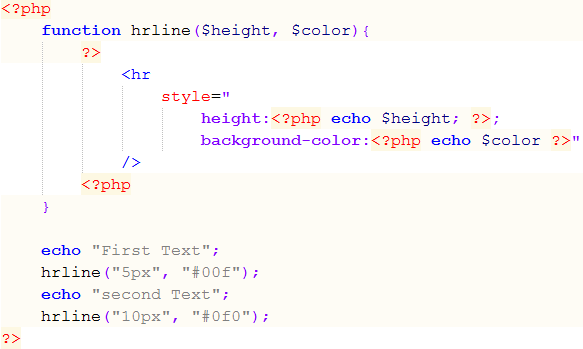 <?php
function hrline($height, $color){
?>
<hr
style="
height:<?php echo $height; ?>;
background-color:<?php echo $color ?>"
/>
<?php
}
echo "First Text";
hrline("5px", "#00f");
echo "second Text";
hrline("10px", "#0f0");
?>